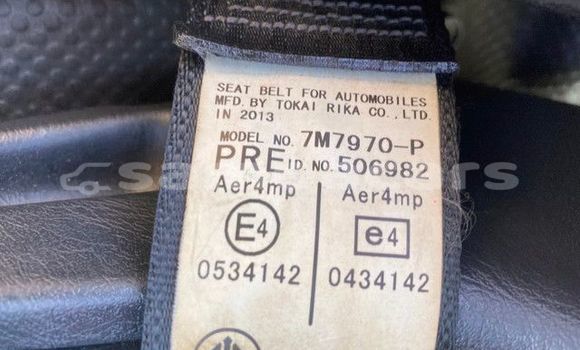 SEAT BELT FOR AUTOMOBILES
MFD. BY TOKAI RIKA CO., LTD.
IN 2013
MODEL NO. 7M7970-P
PRE ID. NO. 506982
Aer4mp Aer4mp
E4 e4
0534142 0434142